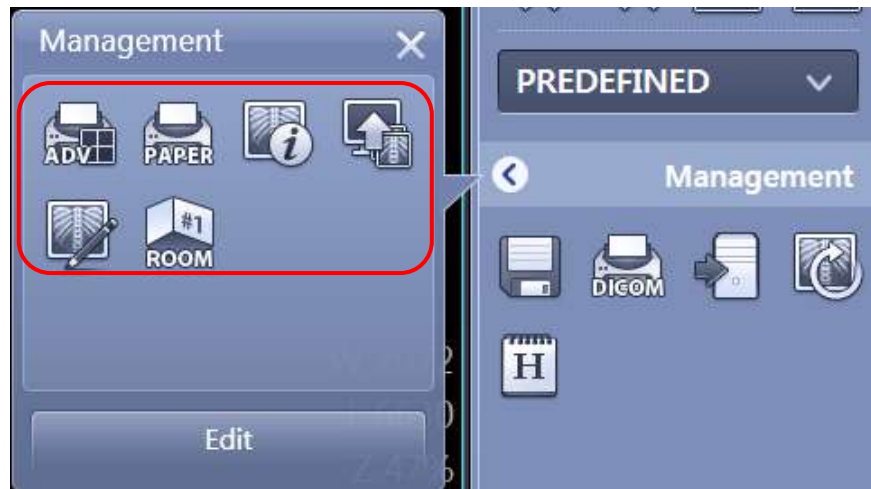 Management
ADV
PAPER
i
#1
ROOM
Edit
PREDEFINED
Management
DICOM
H